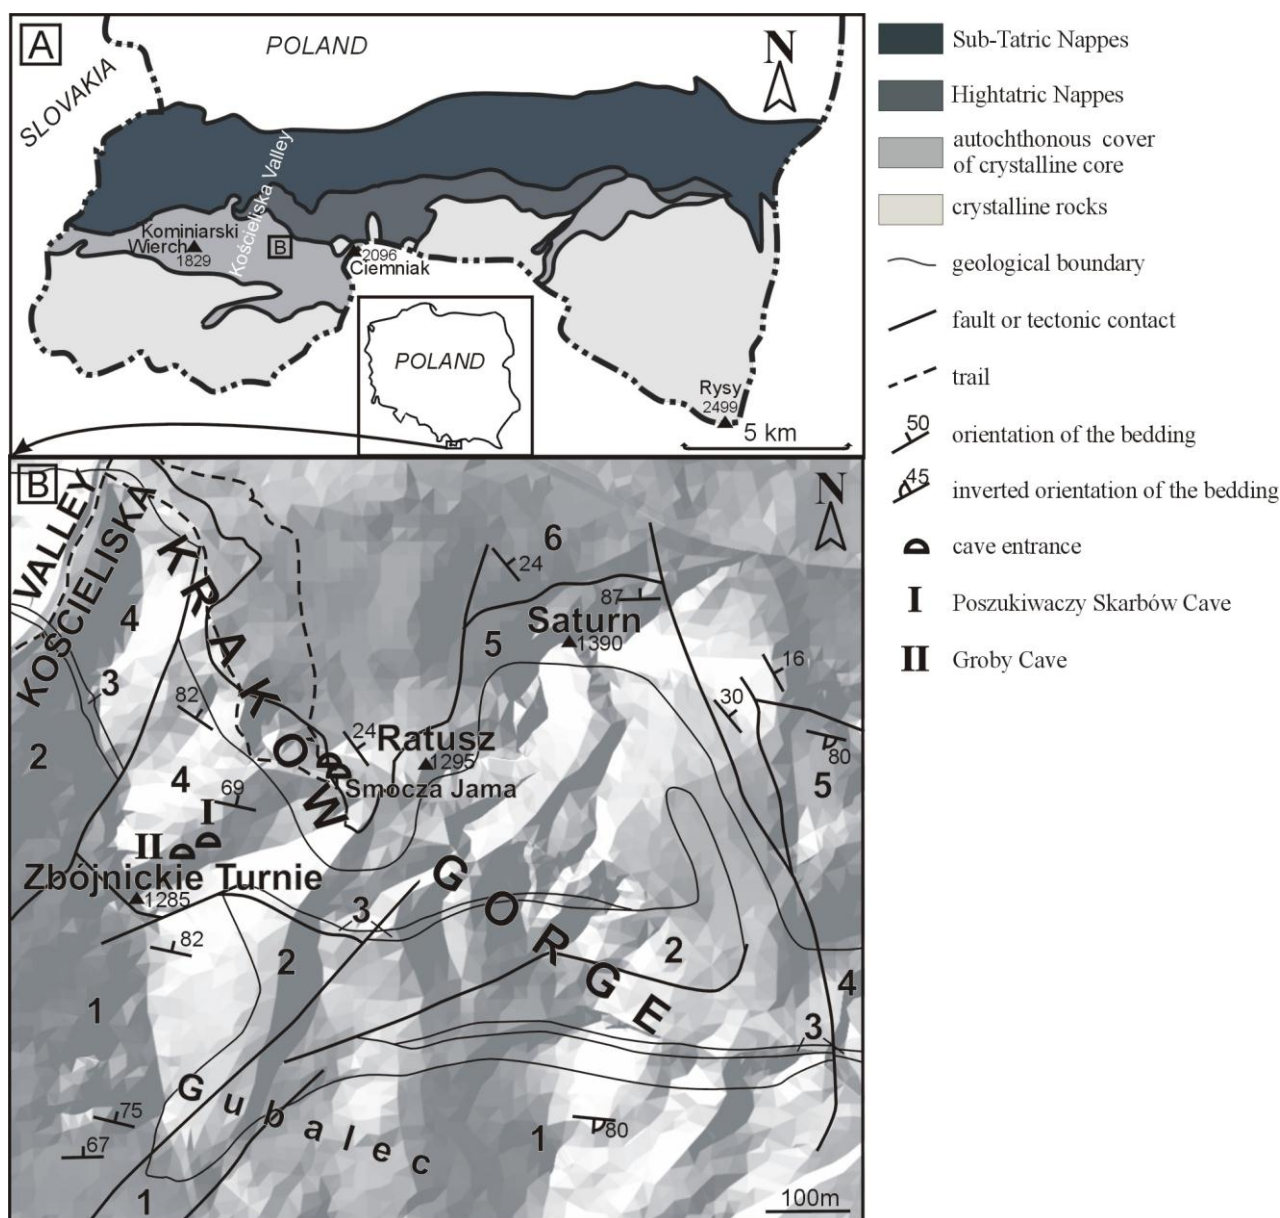 A
POLAND
N
SLOVAKIA
Kościeliska Valley
Kominiarski
Wierch
1829
B
2096
Ciemniak
POLAND
Rysy
2499
5 km
Sub-Tatric Nappes
Hightatric Nappes
autochthonous cover
of crystalline core
crystalline rocks
geological boundary
fault or tectonic contact
trail
50
orientation of the bedding
45
inverted orientation of the bedding
cave entrance
I
Poszukiwaczy Skarbów Cave
II
Groby Cave
B
N
KOŚCIELISKA
VALLEY
KRAKÓW
GORGE
6
24
87
Saturn
1390
5
4
3
82
2
24
Ratusz
1295
Smocza Jama
16
30
80
5
4
69
I
II
Zbójnickie Turnie
1285
82
3
2
2
1
4
3
Gubalec
75
67
1
80
1
100m